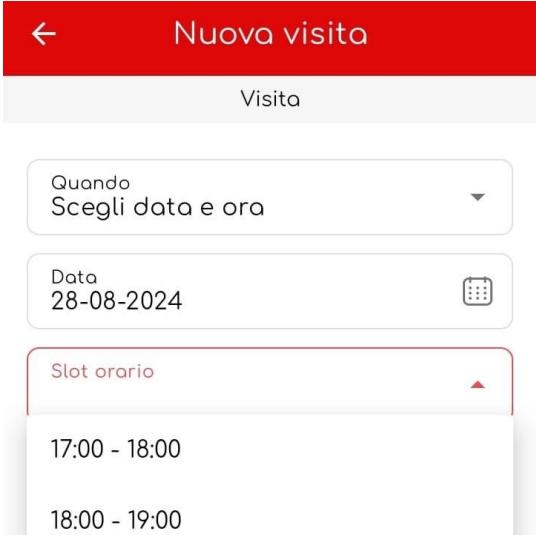 Nuova visita
Visita
Quando
Scegli data e ora
Data
28-08-2024
Slot orario
17:00 - 18:00
18:00 - 19:00